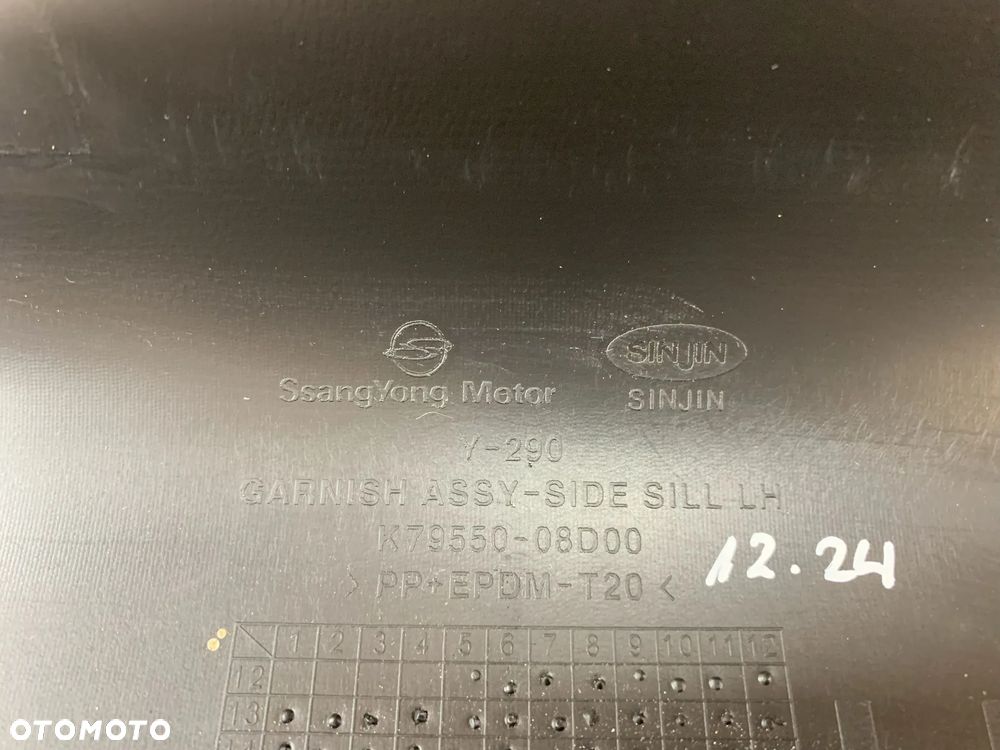 SINJIN
SsangYong Motor
SINJIN
Y-290
GARNISH ASSY-SIDE SILL LH
K79550-08D00
> PP+EPDM-T20 <
12.24
1 2 3 4 5 6 7 8 9 10 11 12
12
13
OTOMOTO